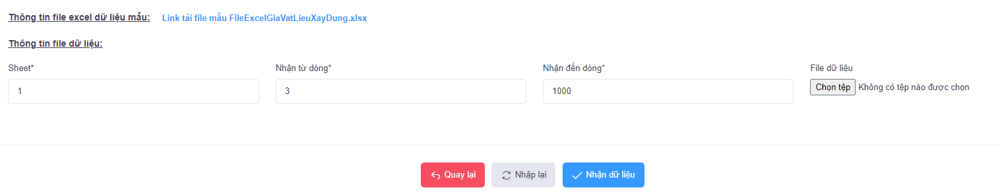 Thông tin file excel dữ liệu mẫu: Link tải file mẫu FileExcelGiaVatLieuXayDung.xlsx
Thông tin file dữ liệu:
Sheet* Nhận từ dòng* Nhận đến dòng* File dữ liệu
1 3 1000 Chọn tệp Không có tệp nào được chọn
Quay lại Nhập lại Nhận dữ liệu